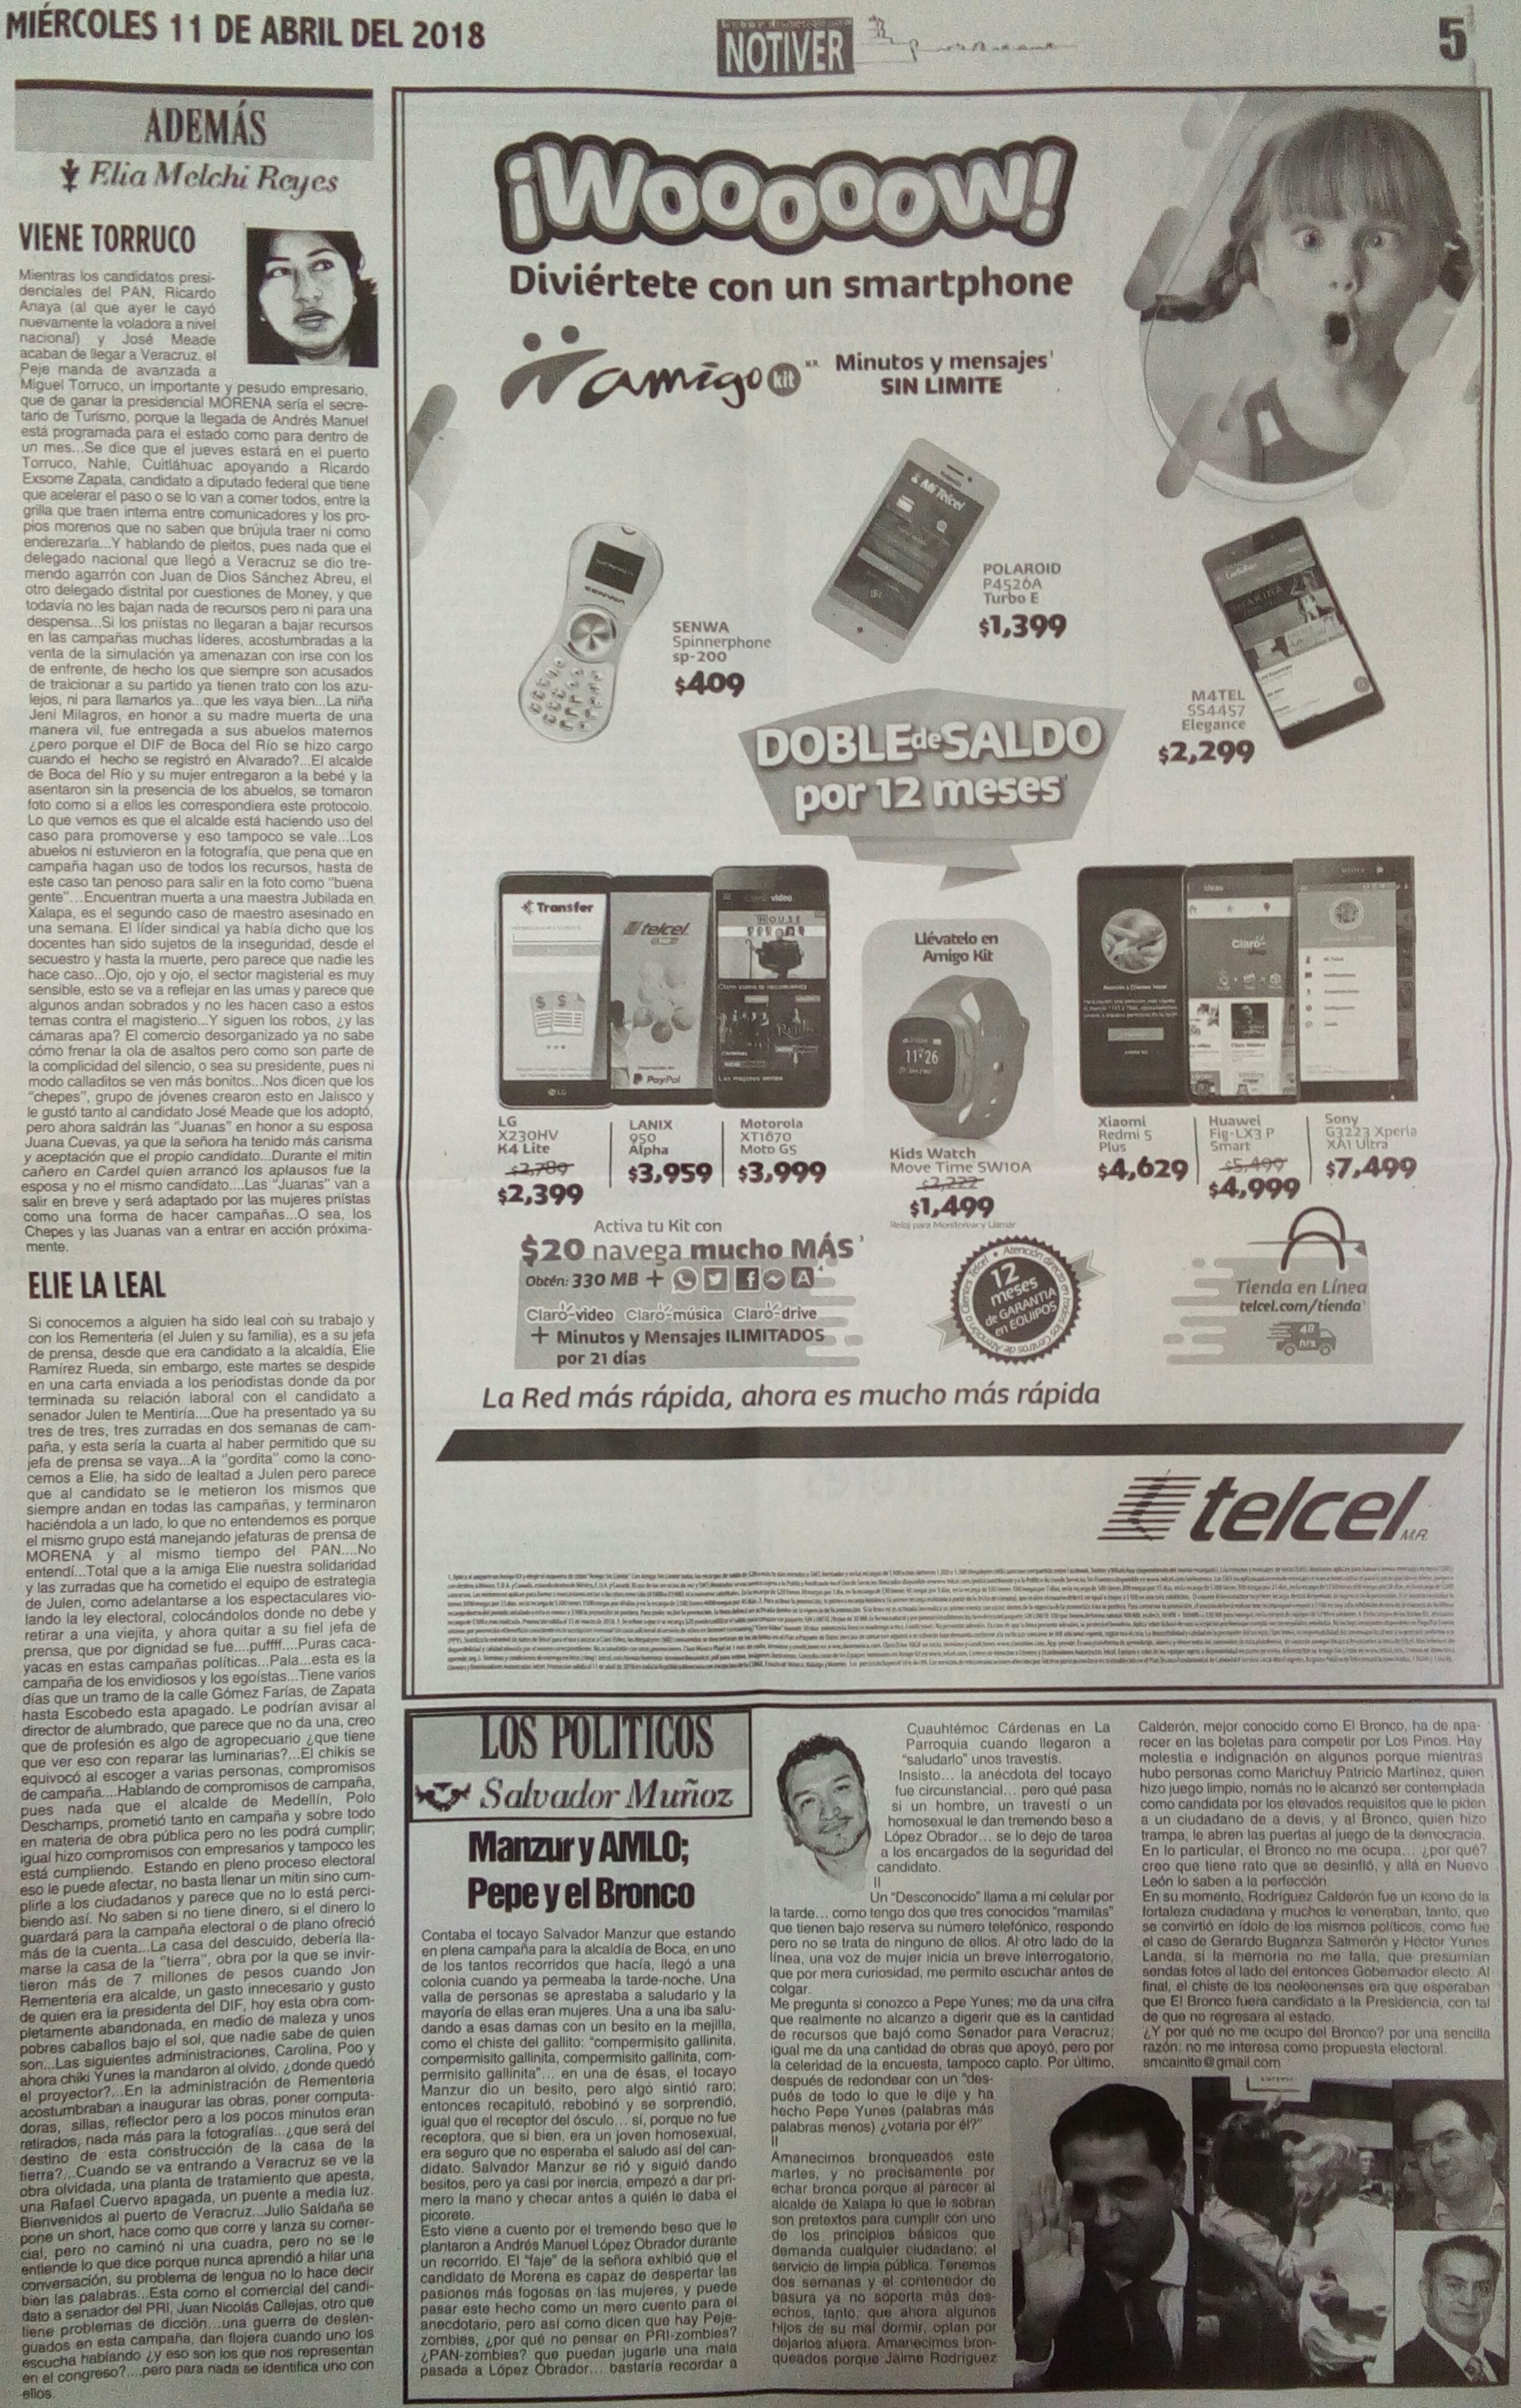 MIÉRCOLES 11 DE ABRIL DEL 2018
NOTIVER
5
ADEMÁS
Elia Melchi Reyes
VIENE TORRUCO
Mientras los candidatos presi-
denciales del PAN, Ricardo
Anaya (al que ayer le cayó
nuevamente la voladora a nivel
nacional) y José Meade
acaban de llegar a Veracruz, el
Peje manda de avanzada a
Miguel Torruco, un importante y pesudo empresario,
que de ganar la presidencial MORENA sería el secre-
tario de Turismo, porque la llegada de Andrés Manuel
está programada para el estado como para dentro de
un mes...Se dice que el jueves estará en el puerto
Torruco, Nahle, Cuitláhuac apoyando a Ricardo
Exsome Zapata, candidato a diputado federal que tiene
que acelerar el paso o se lo van a comer todos, entre la
grilla que traen interna entre comunicadores y los pro-
pios morenos que no saben que brújula traer ni como
enderezarla...Y hablando de pleitos, pues nada que el
delegado nacional que llegó a Veracruz se dio tre-
mendo agarrón con Juan de Dios Sánchez Abreu, el
otro delegado distrital por cuestiones de Money, y que
todavía no les bajan nada de recursos pero ni para una
despensa...Si los priístas no llegaran a bajar recursos
en las campañas muchas líderes, acostumbradas a la
venta de la simulación ya amenazan con irse con los
de enfrente, de hecho los que siempre son acusados
de traicionar a su partido ya tienen trato con los azu-
lejos, ni para llamarlos ya...que les vaya bien...La niña
Jeni Milagros, en honor a su madre muerta de una
manera vil, fue entregada a sus abuelos maternos
¿pero porque el DIF de Boca del Río se hizo cargo
cuando el hecho se registró en Alvarado?...El alcalde
de Boca del Río y su mujer entregaron a la bebé y la
asentaron sin la presencia de los abuelos, se tomaron
foto como si a ellos les correspondiera este protocolo.
Lo que vemos es que el alcalde está haciendo uso del
caso para promoverse y eso tampoco se vale...Los
abuelos ni estuvieron en la fotografía, que pena que en
campaña hagan uso de todos los recursos, hasta de
este caso tan penoso para salir en la foto como "buena
gente"...Encuentran muerta a una maestra Jubilada en
Xalapa, es el segundo caso de maestro asesinado en
una semana. El líder sindical ya había dicho que los
docentes han sido sujetos de la inseguridad, desde el
secuestro y hasta la muerte, pero parece que nadie les
hace caso...Ojo, ojo y ojo, el sector magisterial es muy
sensible, esto se va a reflejar en las urnas y parece que
algunos andan sobrados y no les hacen caso a estos
temas contra el magisterio...Y siguen los robos, ¿y las
cámaras apa? El comercio desorganizado ya no sabe
cómo frenar la ola de asaltos pero como son parte de
la complicidad del silencio, o sea su presidente, pues ni
modo calladitos se ven más bonitos...Nos dicen que los
"chepes", grupo de jóvenes crearon esto en Jalisco y
le gustó tanto al candidato José Meade que los adoptó,
pero ahora saldrán las "Juanas" en honor a su esposa
Juana Cuevas, ya que la señora ha tenido más carisma
y aceptación que el propio candidato...Durante el mitin
cañero en Cardel quien arrancó los aplausos fue la
esposa y no el mismo candidato....Las "Juanas" van a
salir en breve y será adaptado por las mujeres priístas
como una forma de hacer campañas...O sea, los
Chepes y las Juanas van a entrar en acción próxima-
mente.
ELIE LA LEAL
Si conocemos a alguien ha sido leal con su trabajo y
con los Rementeria (el Julen y su familia), es a su jefa
de prensa, desde que era candidato a la alcaldía, Elie
Ramírez Rueda, sin embargo, este martes se despide
en una carta enviada a los periodistas donde da por
terminada su relación laboral con el candidato a
senador Julen te Mentiría....Que ha presentado ya su
tres de tres, tres zurradas en dos semanas de cam-
paña, y esta sería la cuarta al haber permitido que su
jefa de prensa se vaya...A la "gordita" como la cono-
cemos a Elie, ha sido de lealtad a Julen pero parece
que al candidato se le metieron los mismos que
siempre andan en todas las campañas, y terminaron
haciéndola a un lado, lo que no entendemos es porque
el mismo grupo está manejando jefaturas de prensa de
MORENA y al mismo tiempo del PAN....No
entendí...Total que a la amiga Elie nuestra solidaridad
y las zurradas que ha cometido el equipo de estrategia
de Julen, como adelantarse a los espectaculares vio-
lando la ley electoral, colocándolos donde no debe y
retirar a una viejita, y ahora quitar a su fiel jefa de
prensa, que por dignidad se fue....puffff....Puras caca-
yacas en estas campañas políticas...Pala...esta es la
campaña de los envidiosos y los egoístas...Tiene varios
días que un tramo de la calle Gómez Farías, de Zapata
hasta Escobedo esta apagado. Le podrían avisar al
director de alumbrado, que parece que no da una, creo
que de profesión es algo de agropecuario ¿que tiene
que ver eso con reparar las luminarias?...El chikis se
equivocó al escoger a varias personas, compromisos
de campaña....Hablando de compromisos de campaña,
pues nada que el alcalde de Medellín, Polo
Deschamps, prometió tanto en campaña y sobre todo
en materia de obra pública pero no les podrá cumplir,
igual hizo compromisos con empresarios y tampoco les
está cumpliendo. Estando en pleno proceso electoral
eso le puede afectar, no basta llenar un mitin sino cum-
plirle a los ciudadanos y parece que no lo está perci-
biendo así. No saben si no tiene dinero, si el dinero lo
guardará para la campaña electoral o de plano ofreció
más de la cuenta...La casa del descuido, debería lla-
marse la casa de la "tierra", obra por la que se invir-
tieron más de 7 millones de pesos cuando Jon
Rementeria era alcalde, un gasto innecesario y gusto
de quien era la presidenta del DIF, hoy esta obra com-
pletamente abandonada, en medio de maleza y unos
pobres caballos bajo el sol, que nadie sabe de quien
son...Las siguientes administraciones, Carolina, Poo y
ahora chiki Yunes la mandaron al olvido, ¿donde quedó
el proyector?...En la administración de Rementeria
acostumbraban a inaugurar las obras, poner computa-
doras, sillas, reflector pero a los pocos minutos eran
retirados, nada más para la fotografías...¿que será del
destino de esta construcción de la casa de la
tierra?...Cuando se va entrando a Veracruz se ve la
obra olvidada, una planta de tratamiento que apesta,
una Rafael Cuervo apagada, un puente a media luz.
Bienvenidos al puerto de Veracruz...Julio Saldaña se
pone un short, hace como que corre y lanza su comer-
cial, pero no caminó ni una cuadra, pero no se le
entiende lo que dice porque nunca aprendió a hilar una
conversación, su problema de lengua no lo hace decir
bien las palabras...Esta como el comercial del candi-
dato a senador del PRI, Juan Nicolás Callejas, otro que
tiene problemas de dicción...una guerra de deslen-
guados en esta campaña, dan flojera cuando uno los
escucha hablando ¿y eso son los que nos representan
en el congreso?....pero para nada se identifica uno con
ellos.
¡WOOOOOOW!
Diviértete con un smartphone
amigo kit M.R.
Minutos y mensajes¹
SIN LIMITE
Mi Telcel
SENWA
Spinnerphone
sp-200
$409
POLAROID
P4526A
Turbo E
$1,399
M4TEL
SS4457
Elegance
$2,299
DOBLE de SALDO
por 12 meses¹
Transfer
telcel
PayPal
video
HOUSE
LG
Llévatelo en
Amigo Kit
11:26
Ideas
Claro
shop
LG
X230HV
K4 Lite
$2,789
$2,399
LANIX
950
Alpha
$3,959
Motorola
XT1670
Moto G5
$3,999
Kids Watch
Move Time SW10A
$2,222
$1,499
Reloj para Monitorear y Llamar
Xiaomi
Redmi 5
Plus
$4,629
Huawei
Fig-LX3 P
Smart
$5,499
$4,999
Sony
G3223 Xperia
XA1 Ultra
$7,499
Activa tu Kit con
$20 navega mucho MÁS³
Obtén: 330 MB +
Claro-video Claro-música Claro-drive
+ Minutos y Mensajes ILIMITADOS
por 21 días
12
meses
de GARANTIA
en EQUIPOS
Atención directa en todos los Centros de Atención a Clientes Telcel
Tienda en Línea
telcel.com/tienda
48
hrs
La Red más rápida, ahora es mucho más rápida
telcel M.R.
LOS POLITICOS
Salvador Muñoz
Manzur y AMLO;
Pepe y el Bronco
Contaba el tocayo Salvador Manzur que estando
en plena campaña para la alcaldía de Boca, en uno
de los tantos recorridos que hacía, llegó a una
colonia cuando ya permeaba la tarde-noche. Una
valla de personas se aprestaba a saludarlo y la
mayoría de ellas eran mujeres. Una a una iba salu-
dando a esas damas con un besito en la mejilla,
como el chiste del gallito: "compermisito gallinita,
compermisito gallinita, compermisito gallinita, com-
permisito gallinita"... en una de ésas, el tocayo
Manzur dio un besito, pero algo sintió raro;
entonces recapituló, rebobinó y se sorprendió,
igual que el receptor del ósculo... sí, porque no fue
receptora, que si bien, era un joven homosexual,
era seguro que no esperaba el saludo así del can-
didato. Salvador Manzur se rió y siguió dando
besitos, pero ya casi por inercia, empezó a dar pri-
mero la mano y checar antes a quién le daba el
picorete.
Esto viene a cuento por el tremendo beso que le
plantaron a Andrés Manuel López Obrador durante
un recorrido. El "faje" de la señora exhibió que el
candidato de Morena es capaz de despertar las
pasiones más fogosas en las mujeres, y puede
pasar este hecho como un mero cuento para el
anecdotario, pero así como dicen que hay Peje-
zombies, ¿por qué no pensar en PRI-zombies?
¿PAN-zombies? que puedan jugarle una mala
pasada a López Obrador... bastaría recordar a
Cuauhtémoc Cárdenas en La
Parroquia cuando llegaron a
"saludarlo" unos travestis.
Insisto... la anécdota del tocayo
fue circunstancial... pero qué pasa
si un hombre, un travestí o un
homosexual le dan tremendo beso a
López Obrador... se lo dejo de tarea
a los encargados de la seguridad del
candidato.
II
Un "Desconocido" llama a mi celular por
la tarde... como tengo dos que tres conocidos "mamilas"
que tienen bajo reserva su número telefónico, respondo
pero no se trata de ninguno de ellos. Al otro lado de la
línea, una voz de mujer inicia un breve interrogatorio,
que por mera curiosidad, me permito escuchar antes de
colgar.
Me pregunta si conozco a Pepe Yunes; me da una cifra
que realmente no alcanzo a digerir que es la cantidad
de recursos que bajó como Senador para Veracruz;
igual me da una cantidad de obras que apoyó, pero por
la celeridad de la encuesta, tampoco capto. Por último,
después de redondear con un "des-
pués de todo lo que le dije y ha
hecho Pepe Yunes (palabras más
palabras menos) ¿votaría por él?"
II
Amanecimos bronqueados este
martes, y no precisamente por
echar bronca porque al parecer al
alcalde de Xalapa lo que le sobran
son pretextos para cumplir con uno
de los principios básicos que
demanda cualquier ciudadano: el
servicio de limpia pública. Tenemos
dos semanas y el contenedor de
basura ya no soporta más des-
echos, tanto, que ahora algunos
hijos de su mal dormir, optan por
dejarlos afuera. Amanecimos bron-
queados porque Jaime Rodríguez
Calderón, mejor conocido como El Bronco, ha de apa-
recer en las boletas para competir por Los Pinos. Hay
molestia e indignación en algunos porque mientras
hubo personas como Marichuy Patricio Martínez, quien
hizo juego limpio, nomás no le alcanzó ser contemplada
como candidata por los elevados requisitos que le piden
a un ciudadano de a devis, y al Bronco, quien hizo
trampa, le abren las puertas al juego de la democracia.
En lo particular, el Bronco no me ocupa... ¿por qué?
creo que tiene rato que se desinfló, y allá en Nuevo
León lo saben a la perfección.
En su momento, Rodríguez Calderón fue un icono de la
fortaleza ciudadana y muchos lo veneraban, tanto, que
se convirtió en ídolo de los mismos políticos, como fue
el caso de Gerardo Buganza Salmerón y Héctor Yunes
Landa, si la memoria no me falla, que presumían
sendas fotos al lado del entonces Gobernador electo. Al
final, el chiste de los neoleonenses era que esperaban
que El Bronco fuera candidato a la Presidencia, con tal
de que no regresara al estado.
¿Y por qué no me ocupo del Bronco? por una sencilla
razón: no me interesa como propuesta electoral.
smcainito@gmail.com